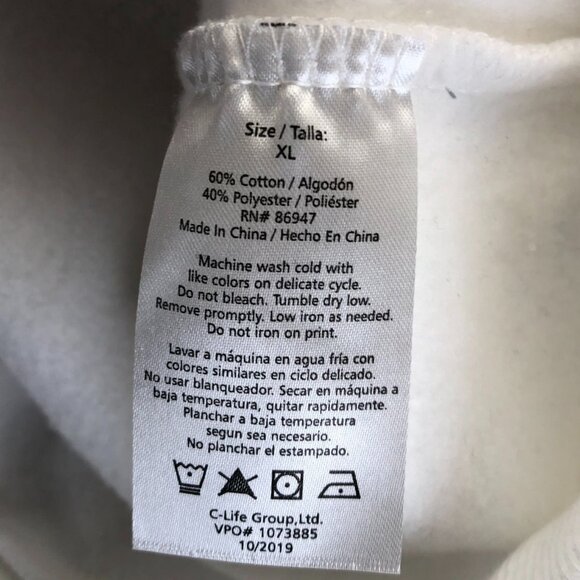 Size / Talla:
XL
60% Cotton / Algodón
40% Polyester / Poliéster
RN# 86947
Made In China / Hecho En China
Machine wash cold with
like colors on delicate cycle.
Do not bleach. Tumble dry low.
Remove promptly. Low iron as needed.
Do not iron on print.
Lavar a máquina en agua fría con
colores similares en ciclo delicado.
No usar blanqueador. Secar en máquina a
baja temperatura, quitar rapidamente.
Planchar a baja temperatura
segun sea necesario.
No planchar el estampado.
C-Life Group,Ltd.
VPO# 1073885
10/2019